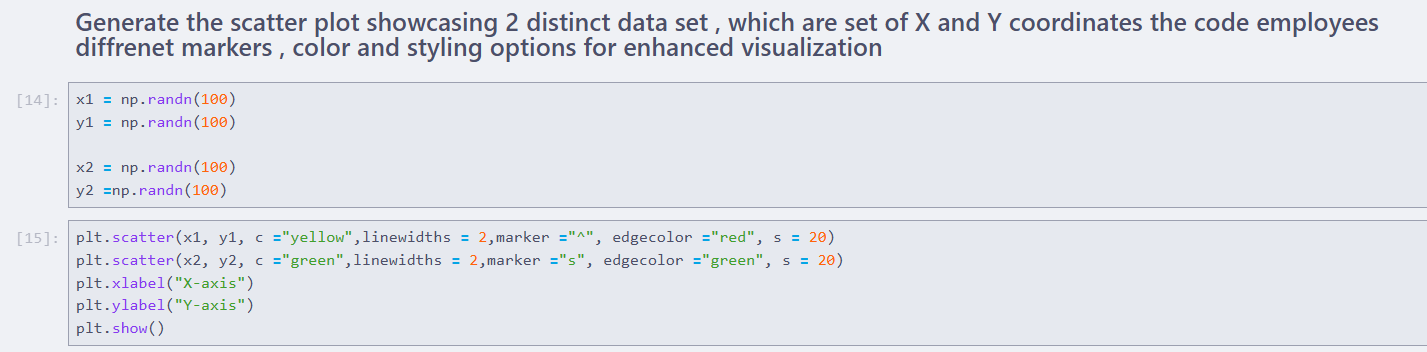 Generate the scatter plot showcasing 2 distinct data set , which are set of X and Y coordinates the code employees
diffrenet markers , color and styling options for enhanced visualization
[14]:
x1 = np.randn(100)
y1 = np.randn(100)
x2 = np.randn(100)
y2 =np.randn(100)
[15]:
plt.scatter(x1, y1, c ="yellow",linewidths = 2,marker ="^", edgecolor ="red", s = 20)
plt.scatter(x2, y2, c ="green",linewidths = 2,marker ="s", edgecolor ="green", s = 20)
plt.xlabel("X-axis")
plt.ylabel("Y-axis")
plt.show()